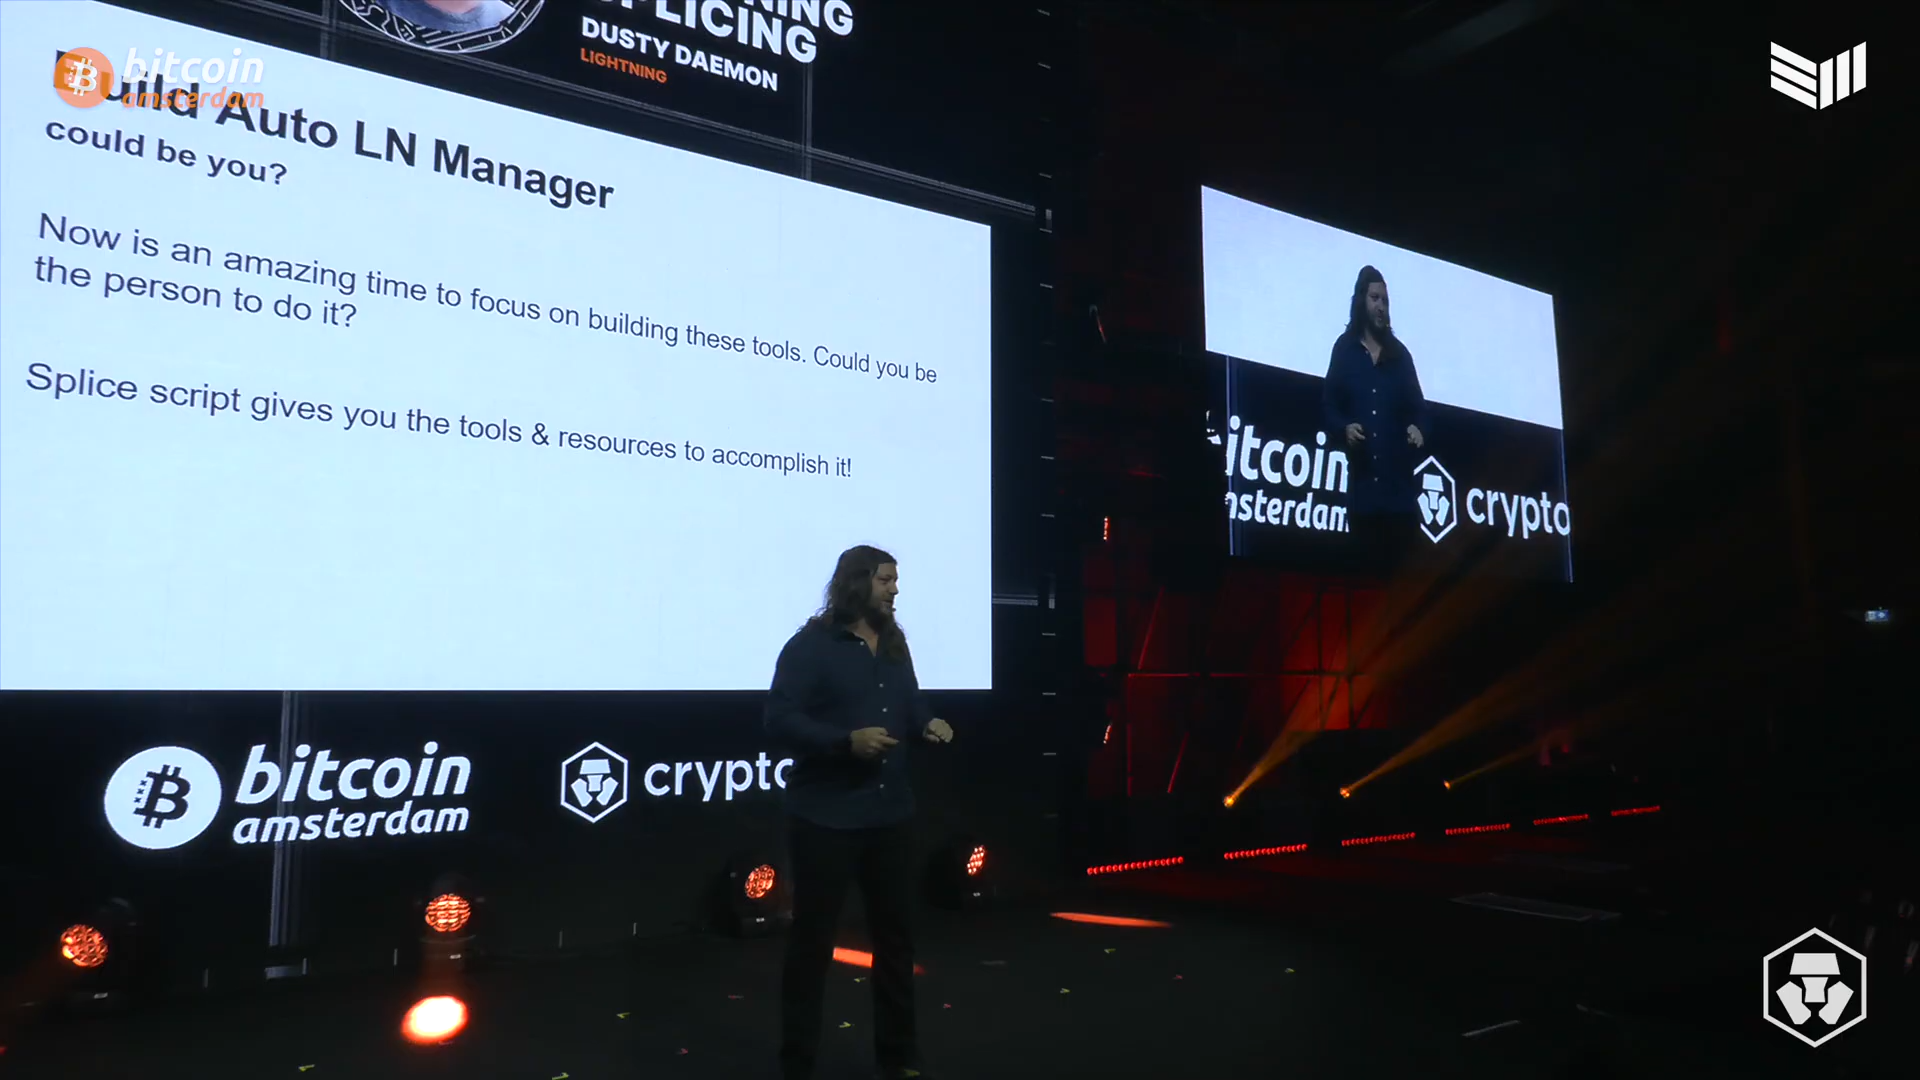 LICING
DUSTY DAEMON
LIGHTNING
bitcoin
amsterdam
Build Auto LN Manager
could be you?
Now is an amazing time to focus on building these tools. Could you be
the person to do it?
Splice script gives you the tools & resources to accomplish it!
itcoin
sterdam
crypto
bitcoin
amsterdam
crypto